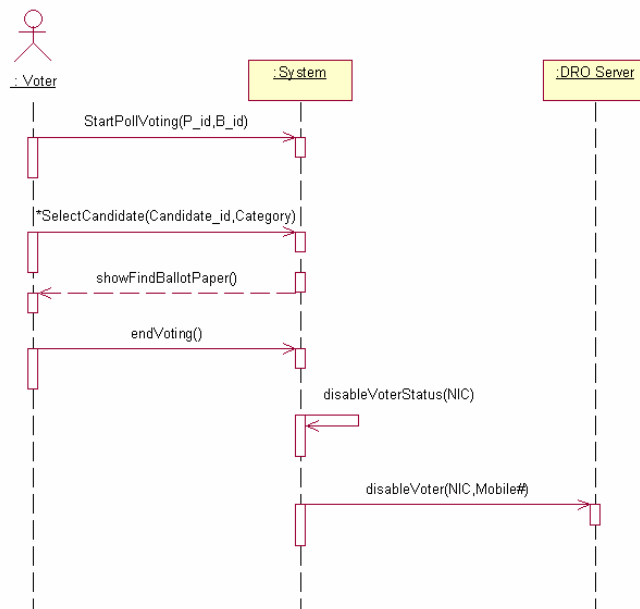 : Voter
:System
:DRO Server
StartPollVoting(P_id,B_id)
*SelectCandidate(Candidate_id,Category)
showFindBallotPaper()
endVoting()
disableVoterStatus(NIC)
disableVoter(NIC,Mobile#)